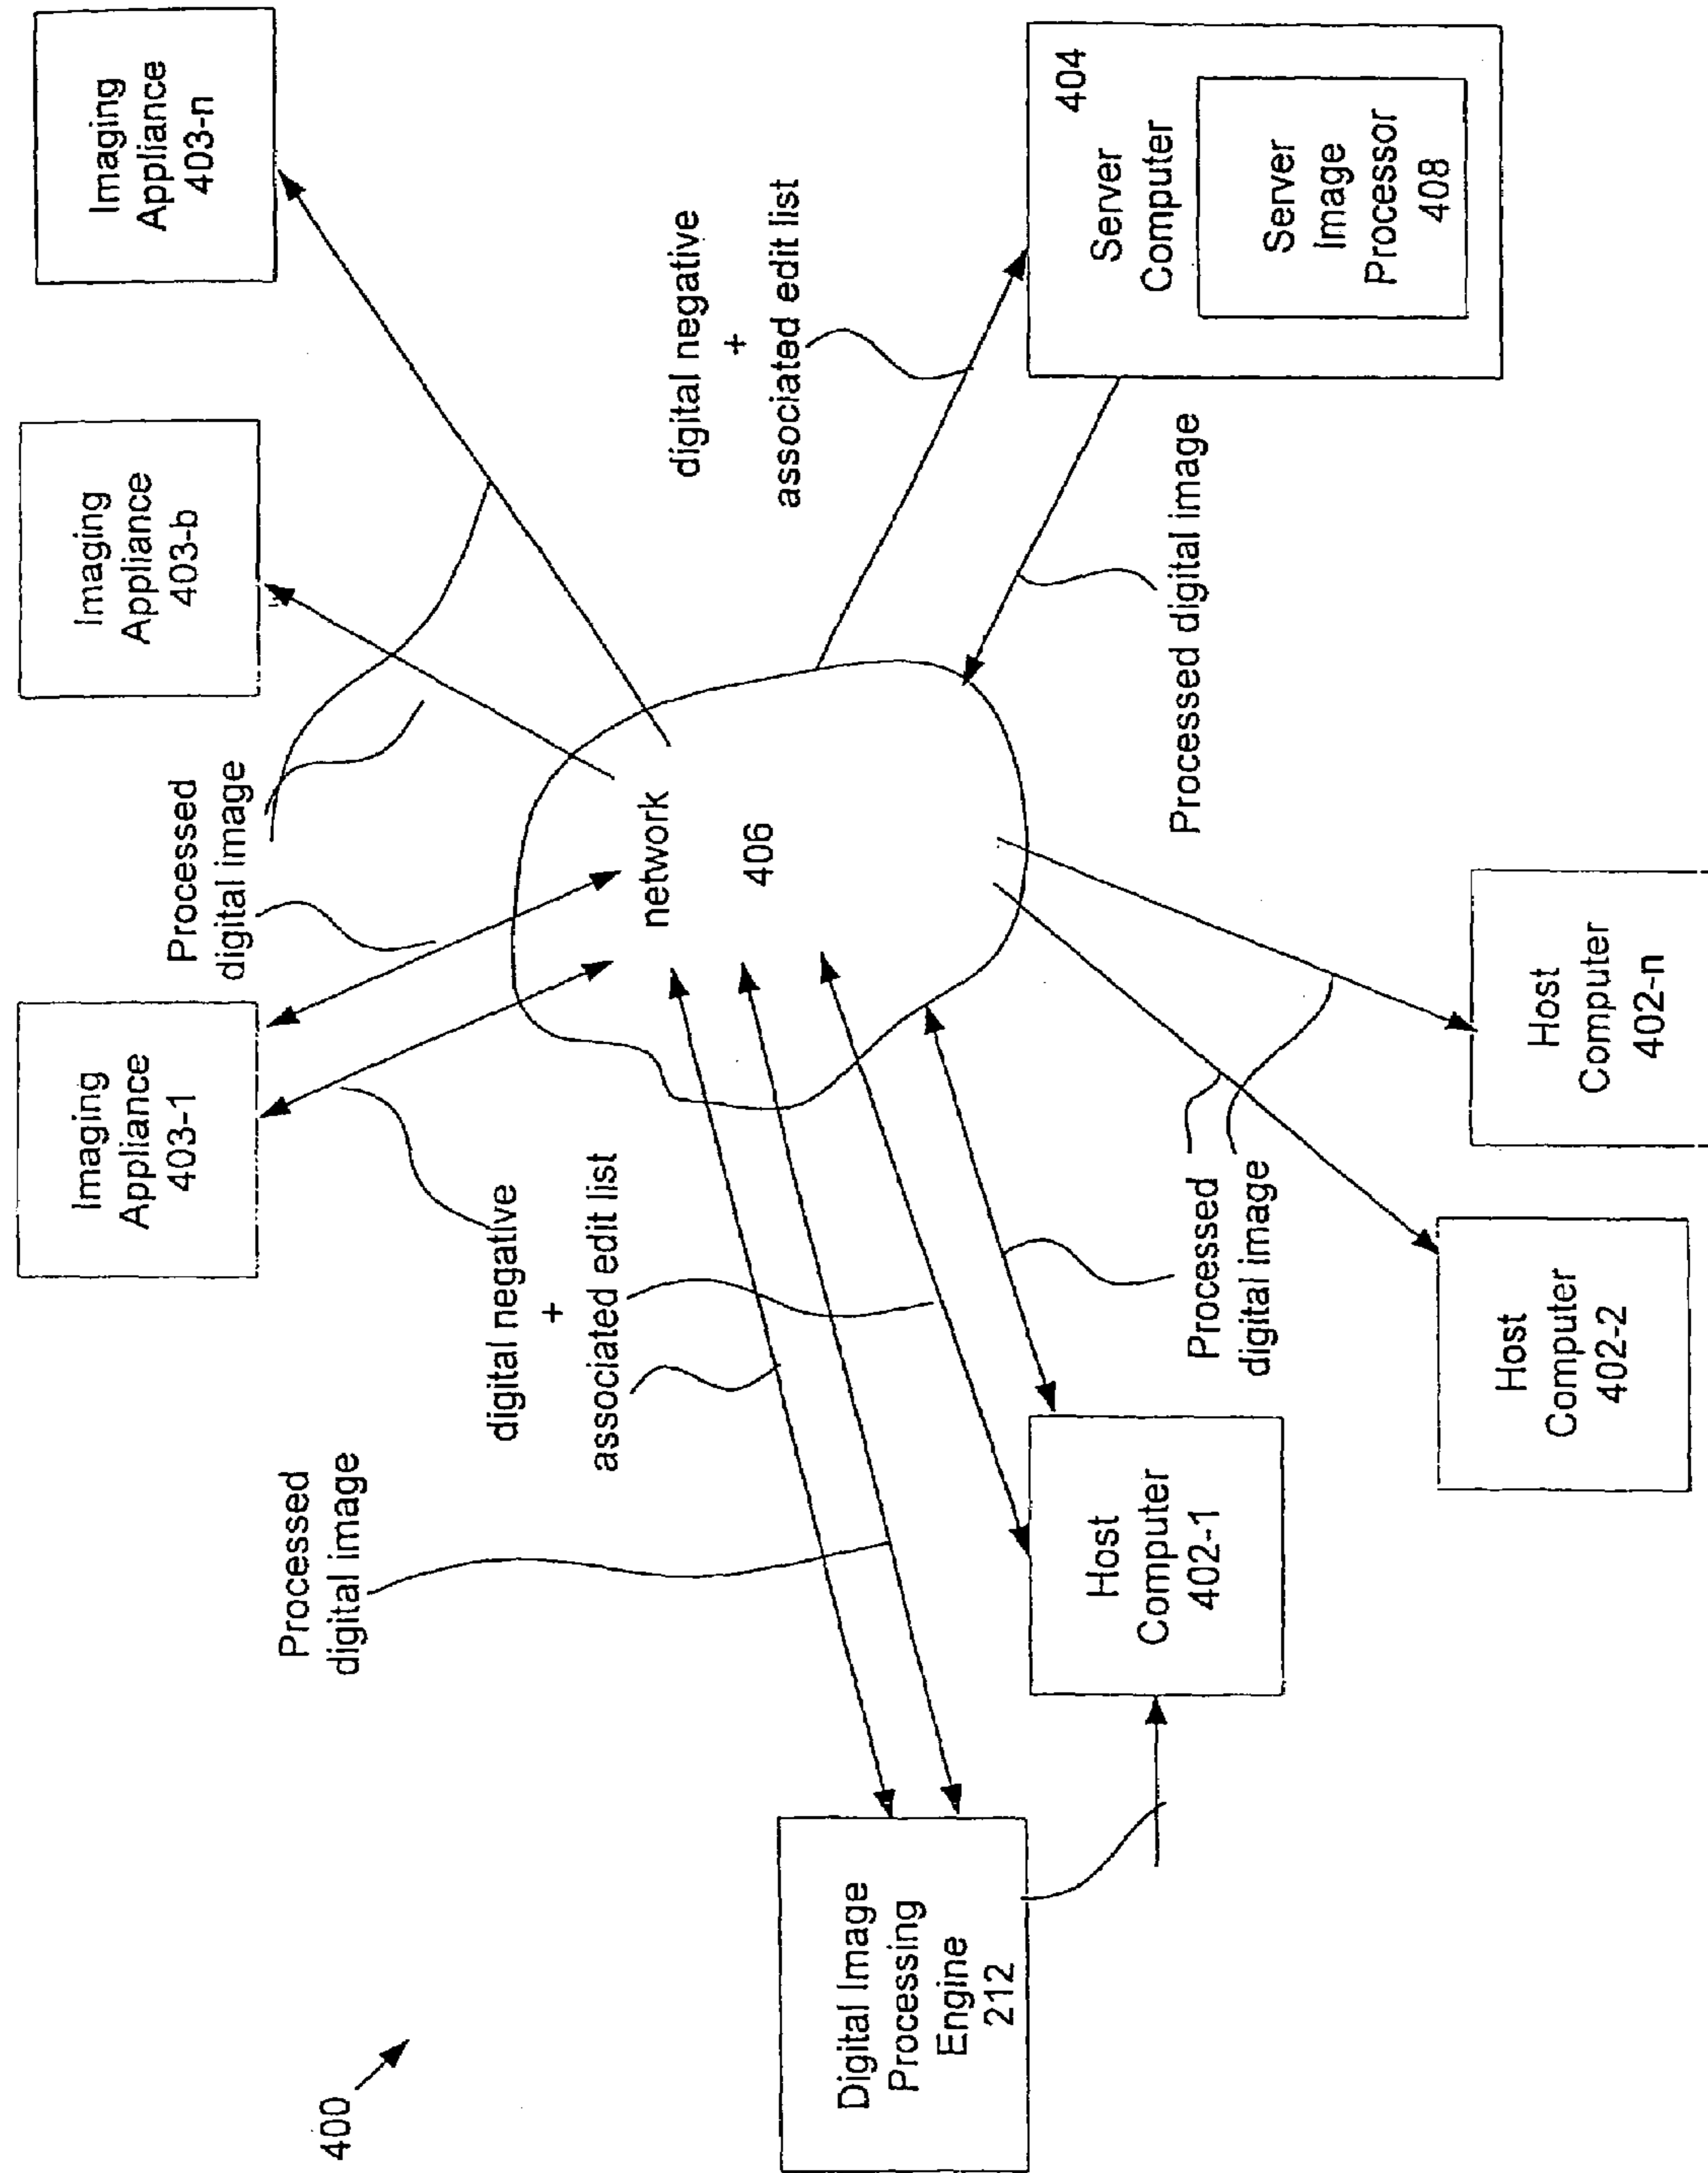 400
Digital Image
Processing
Engine
212
Processed
digital image
digital negative
+
associated edit list
Imaging
Appliance
403-1
Processed
digital image
Imaging
Appliance
403-b
Imaging
Appliance
403-n
network
406
digital negative
+
associated edit list
404
Server
Computer
Server
Image
Processor
408
Processed digital image
Host
Computer
402-1
Processed
digital image
Host
Computer
402-2
Host
Computer
402-n